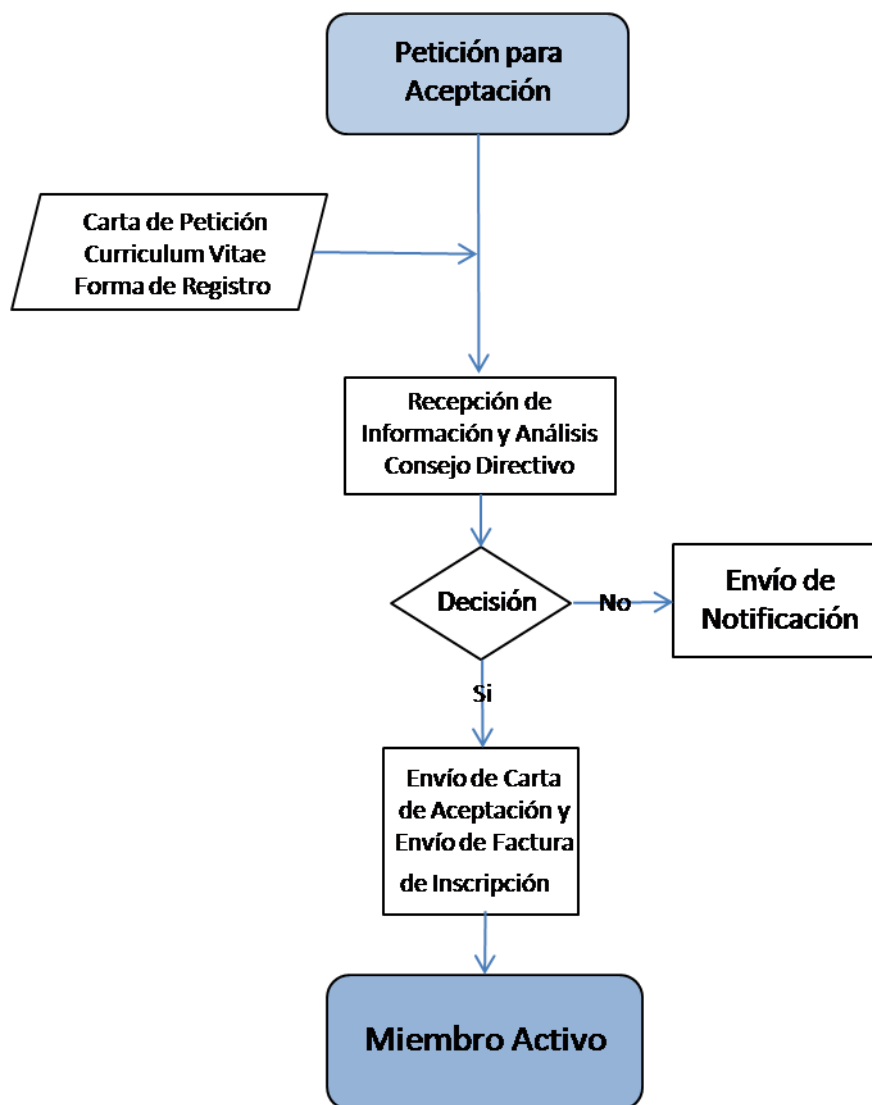 Petición para
Aceptación
Carta de Petición
Curriculum Vitae
Forma de Registro
Recepción de
Información y Análisis
Consejo Directivo
Decisión
No
Envío de
Notificación
Si
Envío de Carta
de Aceptación y
Envío de Factura
de Inscripción
Miembro Activo